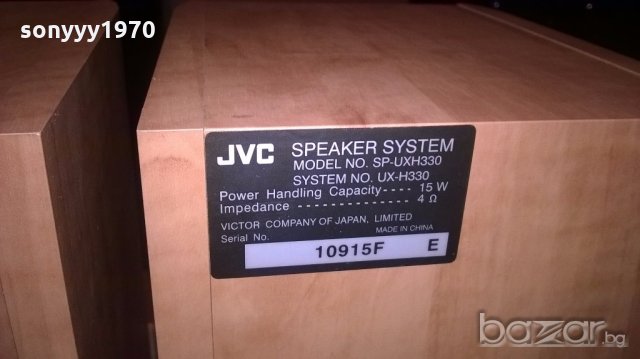 sonyyy1970
JVC SPEAKER SYSTEM
MODEL NO. SP-UXH330
SYSTEM NO. UX-H330
Power Handling Capacity---- 15 W
Impedance ---------------- 4 Ω
VICTOR COMPANY OF JAPAN, LIMITED
Serial No. MADE IN CHINA
10915F E
bazar.bg